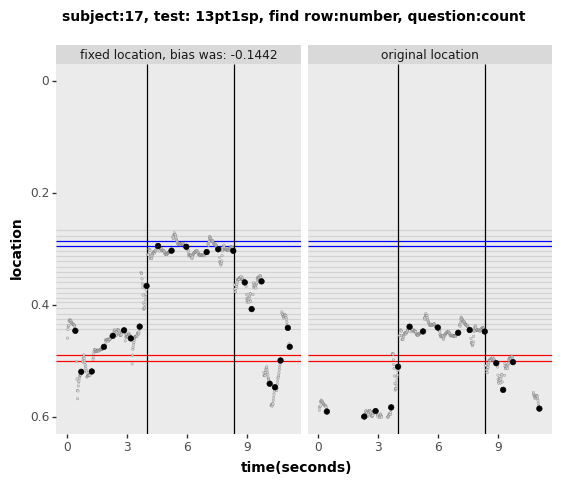 subject:17, test: 13pt1sp, find row:number, question:count
fixed location, bias was: -0.1442
original location
0
0.2
0.4
0.6
location
0
3
6
9
0
3
6
9
time(seconds)